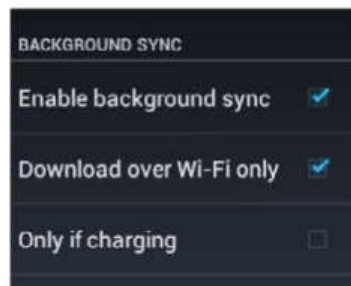 BACKGROUND SYNC
Enable background sync
Download over Wi-Fi only
Only if charging